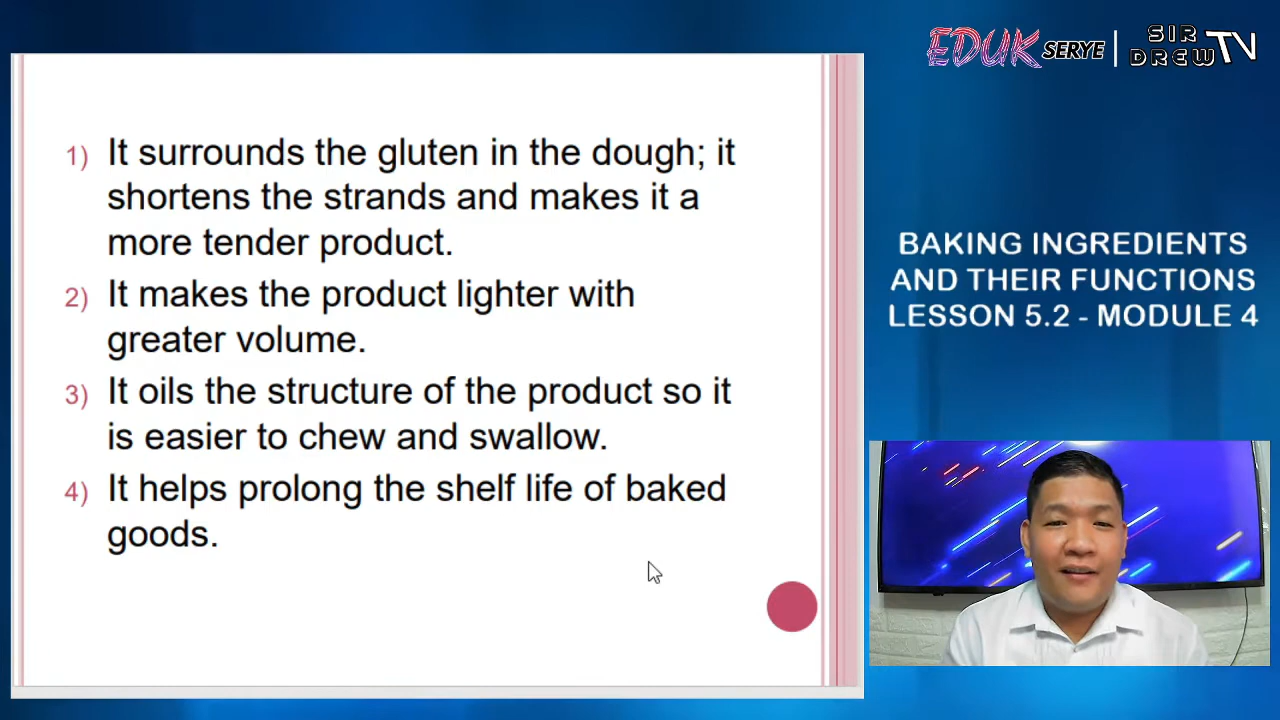 EDUK SERYE | SIR DREW TV
1) It surrounds the gluten in the dough; it
shortens the strands and makes it a
more tender product.
2) It makes the product lighter with
greater volume.
3) It oils the structure of the product so it
is easier to chew and swallow.
4) It helps prolong the shelf life of baked
goods.
BAKING INGREDIENTS
AND THEIR FUNCTIONS
LESSON 5.2 - MODULE 4